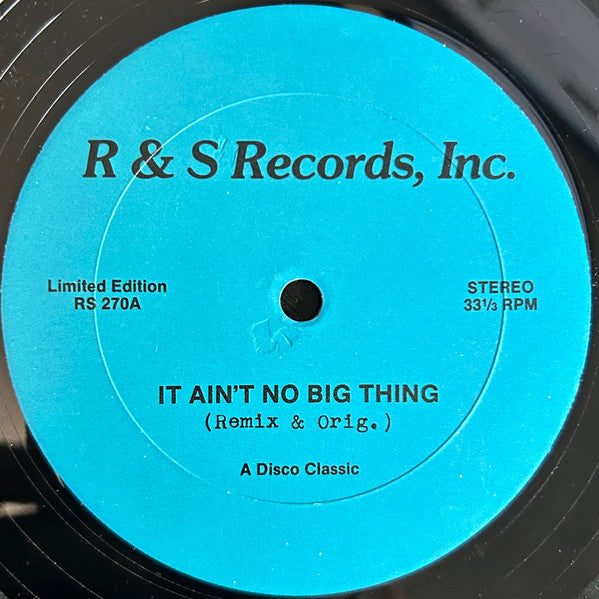 R & S Records, Inc.
Limited Edition
RS 270A
STEREO
33⅓ RPM
IT AIN'T NO BIG THING
(Remix & Orig.)
A Disco Classic